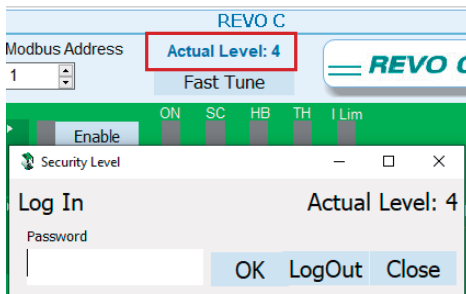 REVO C
Modbus Address
Actual Level: 4
1
Fast Tune
REVO C
ON SC HB TH I Lim
Enable
Security Level
Log In
Actual Level: 4
Password
OK LogOut Close